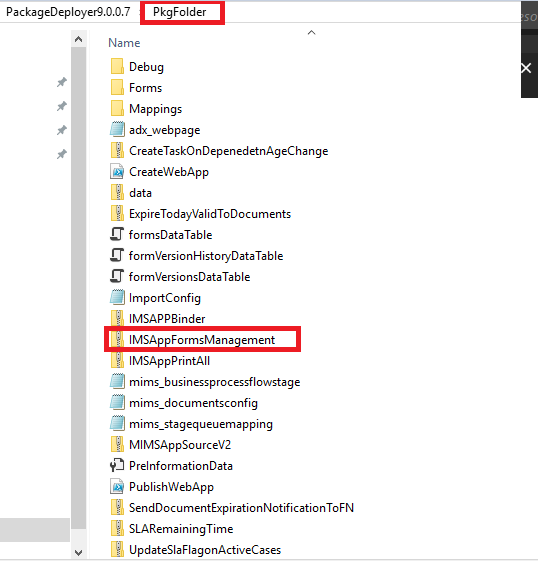 PackageDeployer9.0.0.7 PkgFolder
Name
Debug
Forms
Mappings
adx_webpage
CreateTaskOnDepenedetnAgeChange
CreateWebApp
data
ExpireTodayValidToDocuments
formsDataTable
formVersionHistoryDataTable
formVersionsDataTable
ImportConfig
IMSAPPBinder
IMSAppFormsManagement
IMSAppPrintAll
mims_businessprocessflowstage
mims_documentsconfig
mims_stagequeuemapping
MIMSAppSourceV2
PreInformationData
PublishWebApp
SendDocumentExpirationNotificationToFN
SLARemainingTime
UpdateSlaFlagonActiveCases